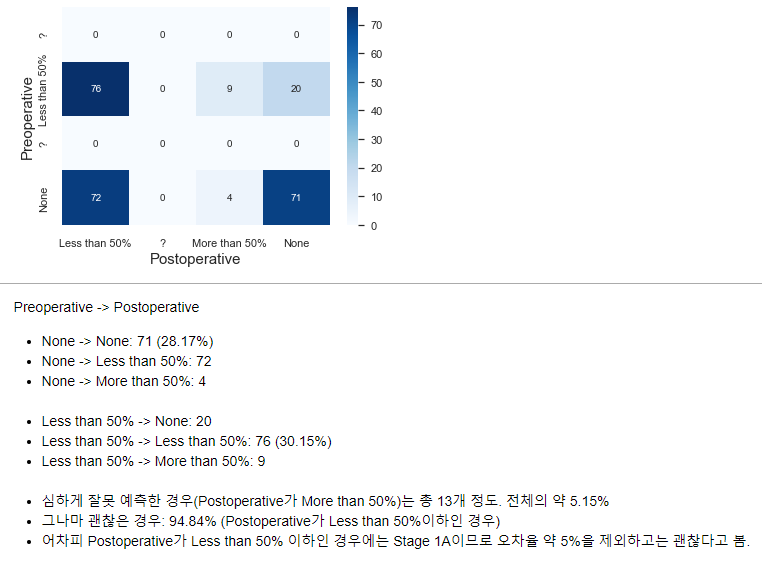 ?
0 0 0 0
70
60
Less than 50%
76 0 9 20
50
40
Preoperative
?
0 0 0 0
30
20
None
72 0 4 71
10
0
Less than 50% ? More than 50% None
Postoperative
Preoperative -> Postoperative
• None -> None: 71 (28.17%)
• None -> Less than 50%: 72
• None -> More than 50%: 4
• Less than 50% -> None: 20
• Less than 50% -> Less than 50%: 76 (30.15%)
• Less than 50% -> More than 50%: 9
• 심하게 잘못 예측한 경우(Postoperative가 More than 50%)는 총 13개 정도. 전체의 약 5.15%
• 그나마 괜찮은 경우: 94.84% (Postoperative가 Less than 50%이하인 경우)
• 어차피 Postoperative가 Less than 50% 이하인 경우에는 Stage 1A이므로 오차율 약 5%을 제외하고는 괜찮다고 봄.